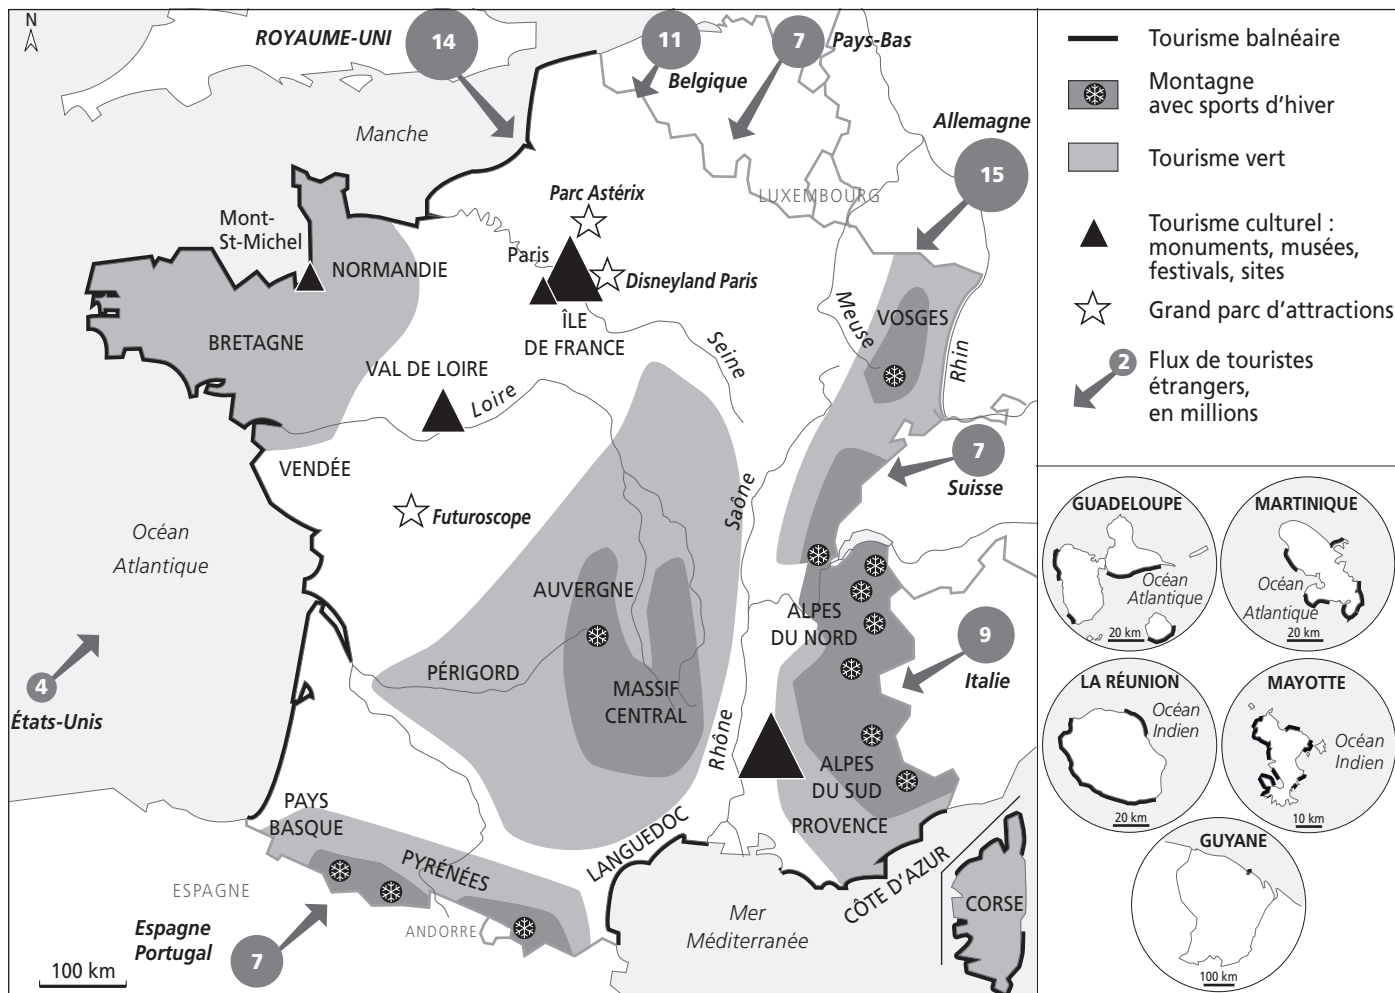 N
ROYAUME-UNI
14
11
Belgique
7
Pays-Bas
Allemagne
15
Manche
LUXEMBOURG
Parc Astérix
Mont-
St-Michel
NORMANDIE
Paris
Disneyland Paris
ÎLE
DE FRANCE
BRETAGNE
VAL DE LOIRE
Loire
Seine
Meuse
VOSGES
Rhin
VENDÉE
Futuroscope
Saône
7
Suisse
Océan
Atlantique
AUVERGNE
ALPES
DU NORD
PÉRIGORD
MASSIF
CENTRAL
9
Italie
4
États-Unis
Rhône
ALPES
DU SUD
PROVENCE
PAYS
BASQUE
PYRÉNÉES
LANGUEDOC
CÔTE D'AZUR
CORSE
ESPAGNE
ANDORRE
Espagne
Portugal
7
Mer
Méditerranée
100 km
Tourisme balnéaire
Montagne
avec sports d'hiver
Tourisme vert
Tourisme culturel :
monuments, musées,
festivals, sites
Grand parc d'attractions
2
Flux de touristes
étrangers,
en millions
GUADELOUPE
Océan
Atlantique
20 km
MARTINIQUE
Océan
Atlantique
20 km
LA RÉUNION
Océan
Indien
20 km
MAYOTTE
Océan
Indien
10 km
GUYANE
100 km